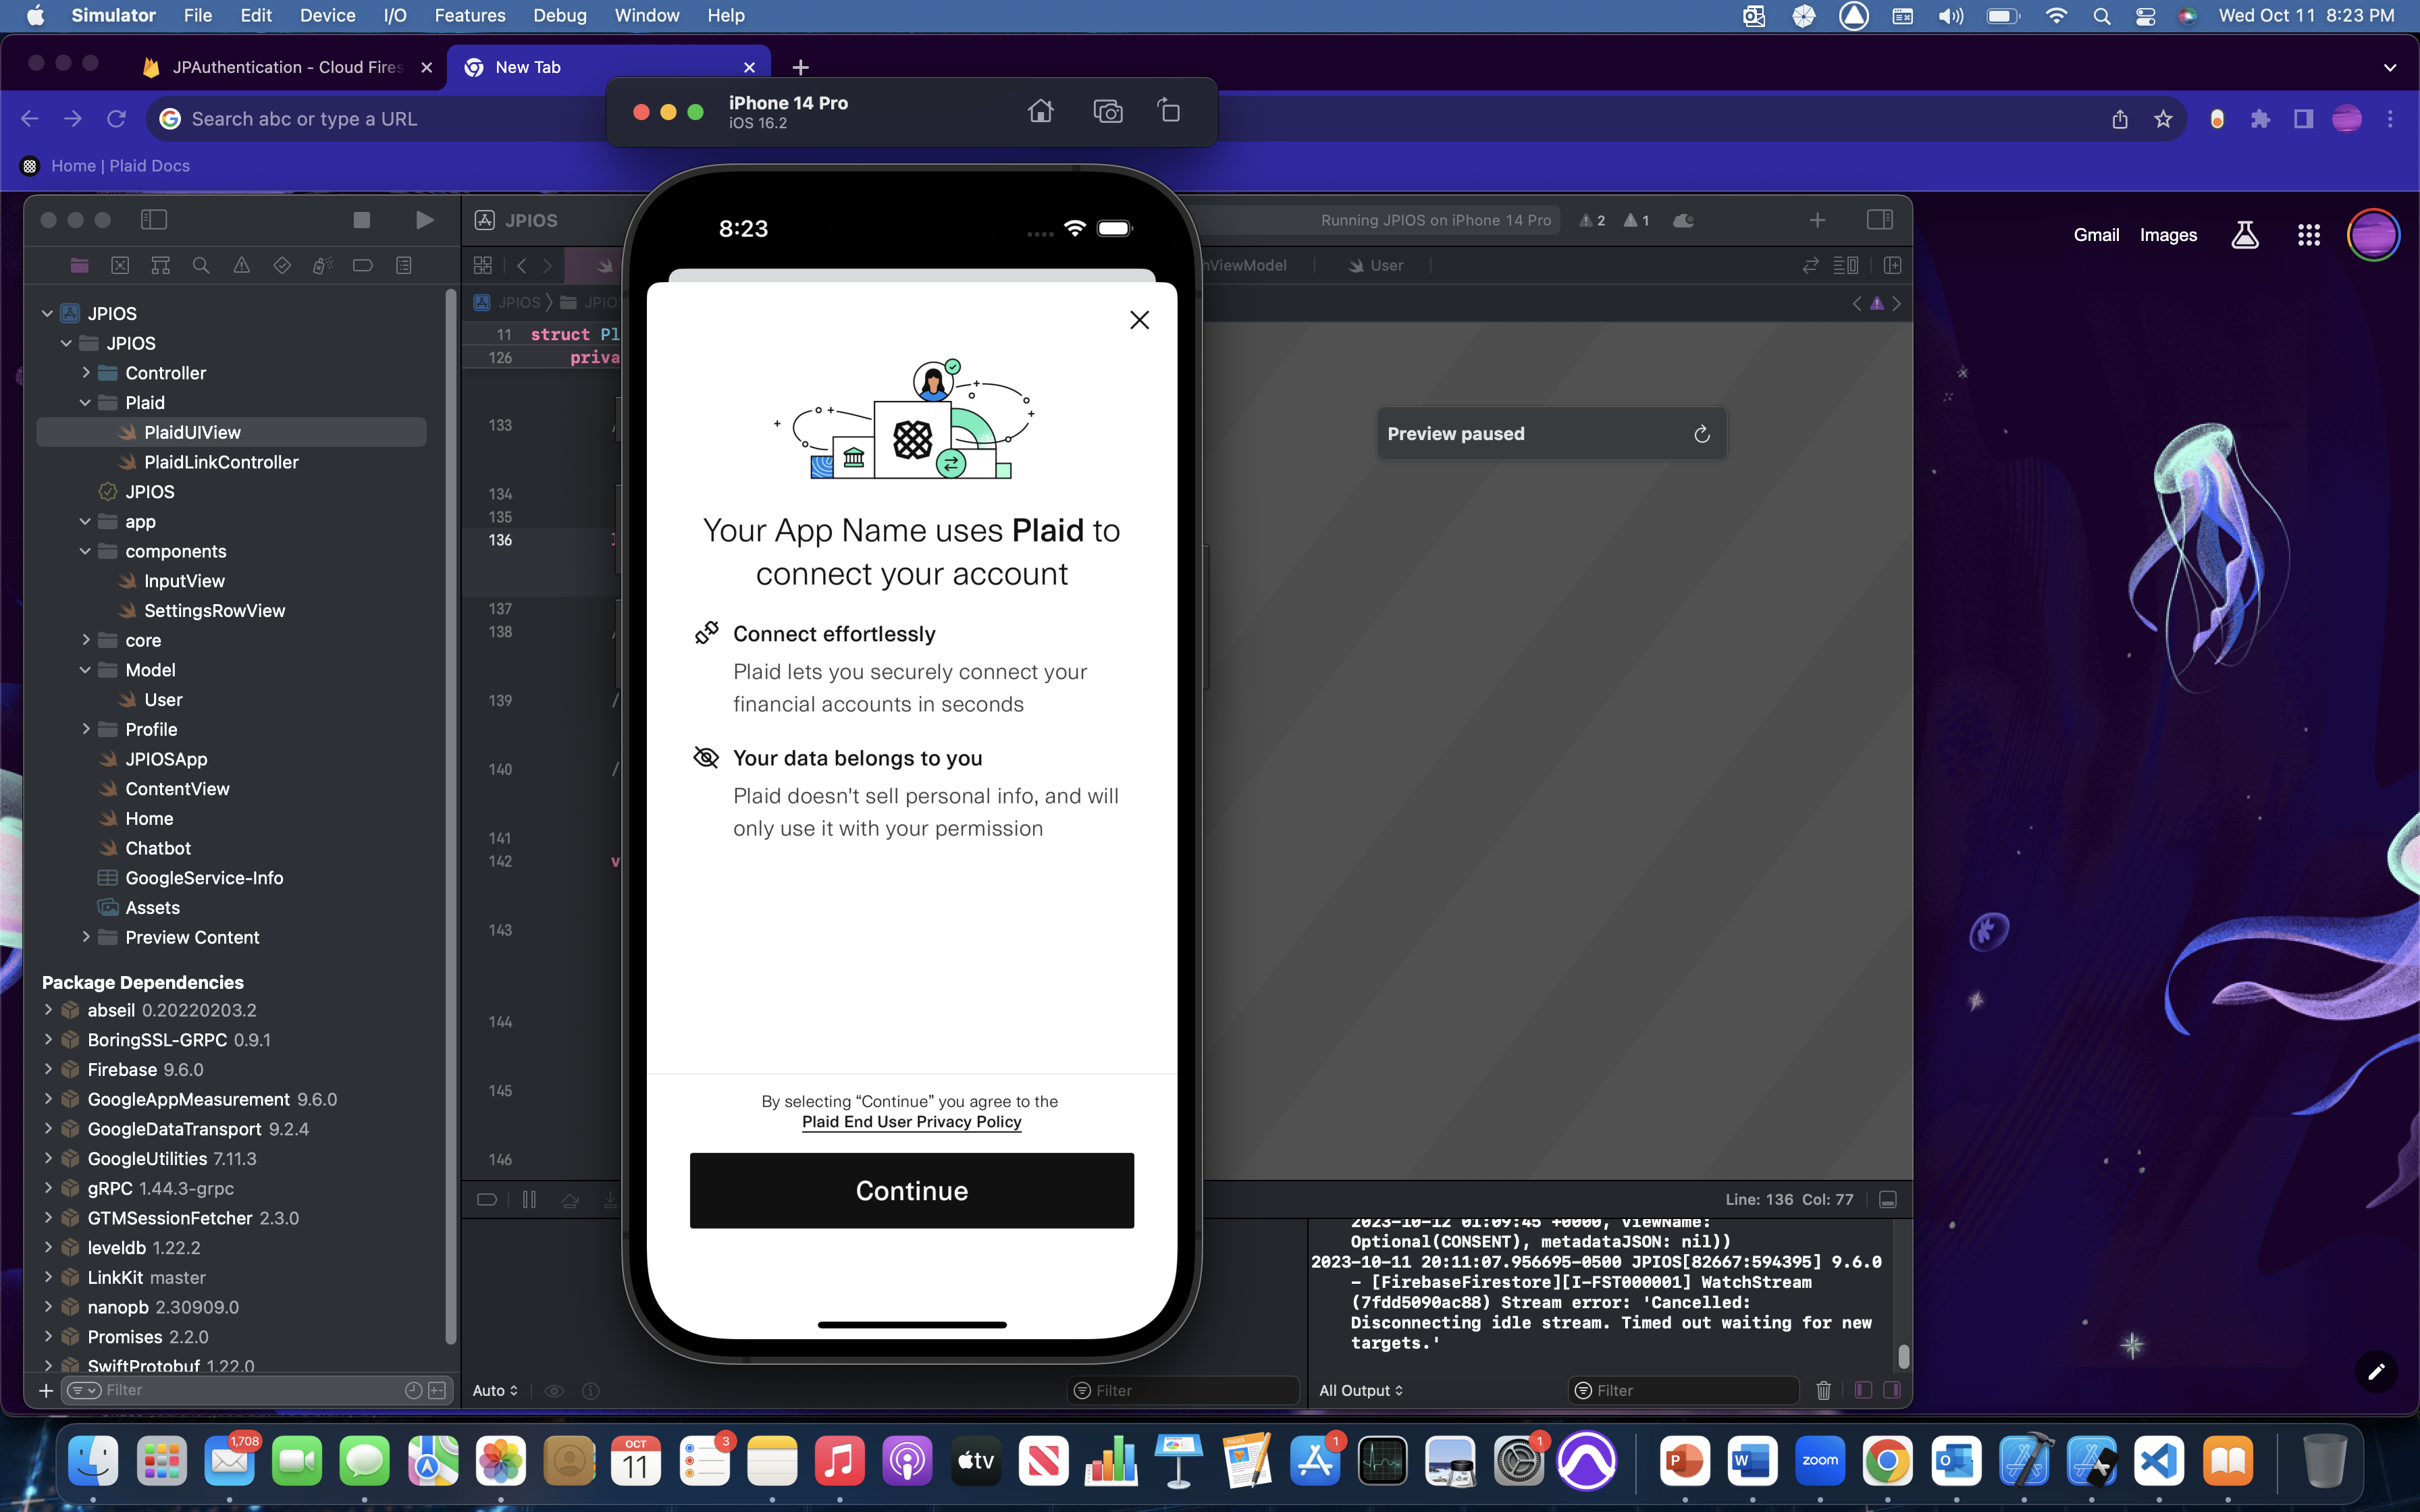 Simulator File Edit Device I/O Features Debug Window Help
Wed Oct 11 8:23 PM
JPAuthentication - Cloud Fires
New Tab
Search abc or type a URL
Home | Plaid Docs
iPhone 14 Pro
iOS 16.2
Gmail Images
JPIOS
Running JPIOS on iPhone 14 Pro
2
1
nViewModel
User
JPIOS
JPIO
11 struct Pl
126 priva
133 /
134
135
136
137
138 /
139 /
140 /
141
142 v
143
144
145
146
JPIOS
JPIOS
Controller
Plaid
PlaidUIView
PlaidLinkController
JPIOS
app
components
InputView
SettingsRowView
core
Model
User
Profile
JPIOSApp
ContentView
Home
Chatbot
GoogleService-Info
Assets
Preview Content
Package Dependencies
abseil 0.20220203.2
BoringSSL-GRPC 0.9.1
Firebase 9.6.0
GoogleAppMeasurement 9.6.0
GoogleDataTransport 9.2.4
GoogleUtilities 7.11.3
gRPC 1.44.3-grpc
GTMSessionFetcher 2.3.0
leveldb 1.22.2
LinkKit master
nanopb 2.30909.0
Promises 2.2.0
SwiftProtobuf 1.22.0
Filter
8:23
Your App Name uses Plaid to
connect your account
Connect effortlessly
Plaid lets you securely connect your
financial accounts in seconds
Your data belongs to you
Plaid doesn't sell personal info, and will
only use it with your permission
By selecting “Continue” you agree to the
Plaid End User Privacy Policy
Continue
Preview paused
Line: 136 Col: 77
2023-10-12 01:09:45 +0000, viewName:
Optional(CONSENT), metadataJSON: nil))
2023-10-11 20:11:07.956695-0500 JPIOS[82667:594395] 9.6.0
- [FirebaseFirestore][I-FST000001] WatchStream
(7fdd5090ac88) Stream error: 'Cancelled:
Disconnecting idle stream. Timed out waiting for new
targets.'
Auto
Filter
All Output
Filter
1,708
OCT
11
3
tv
1
1
P
W
zoom
O